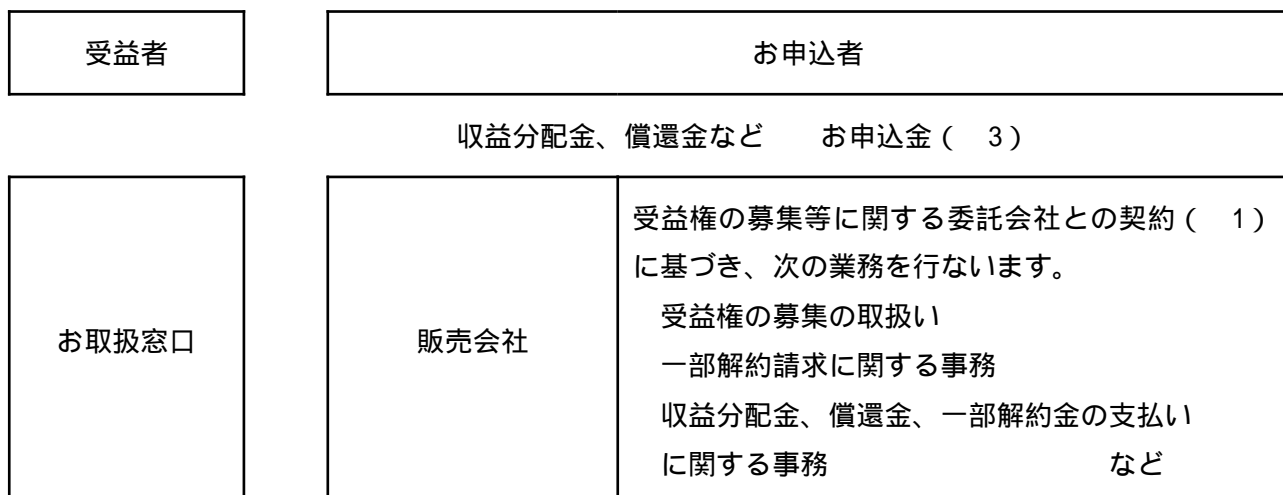 受益者
お申込者
収益分配金、償還金など　　お申込金(　3)
お取扱窓口
販売会社
受益権の募集等に関する委託会社との契約(　1)
に基づき、次の業務を行ないます。
受益権の募集の取扱い
一部解約請求に関する事務
収益分配金、償還金、一部解約金の支払い
に関する事務　　　　　　　　など